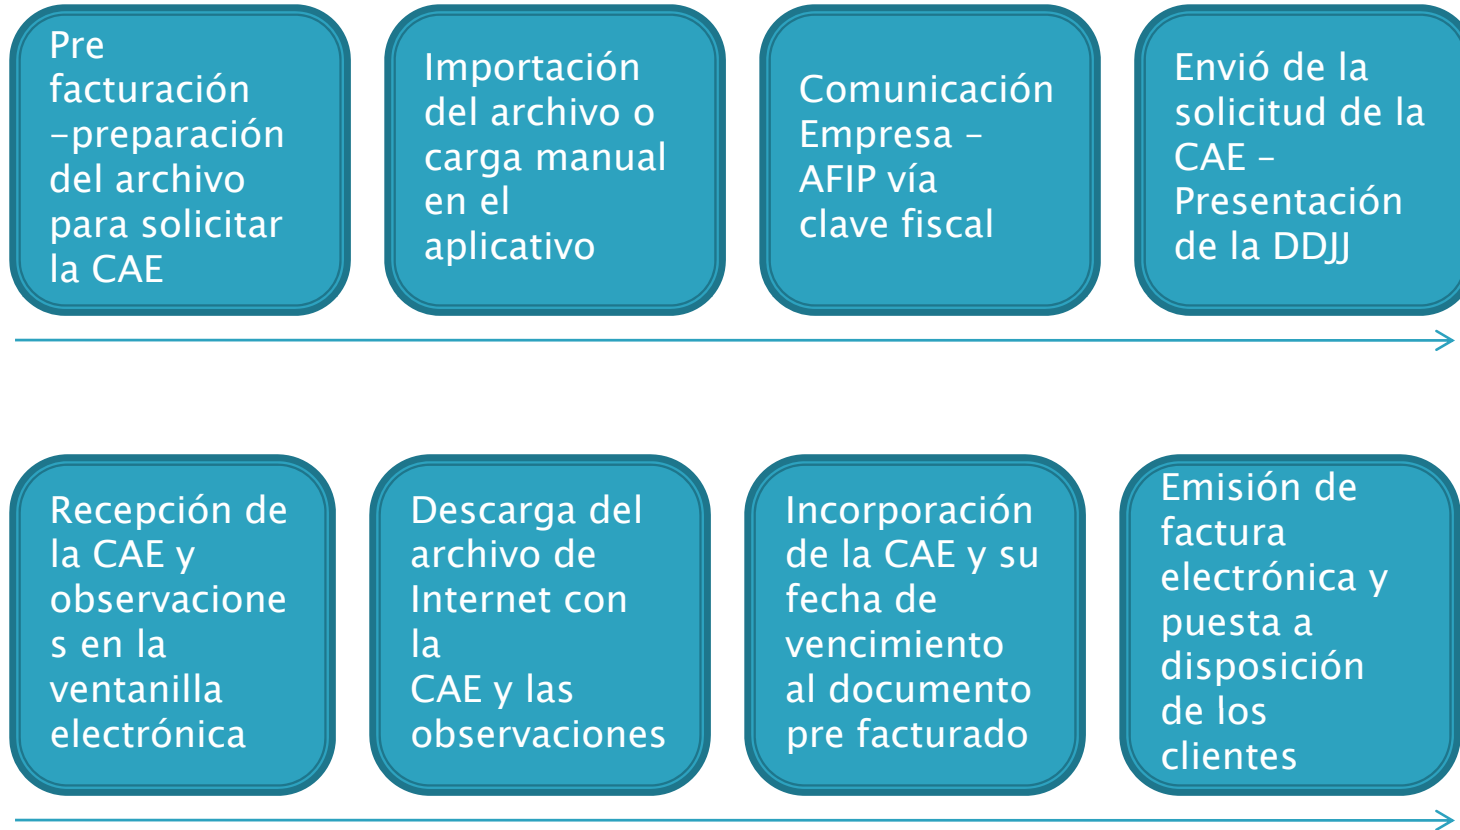 Pre
facturación
-preparación
del archivo
para solicitar
la CAE
Importación
del archivo o
carga manual
en el
aplicativo
Comunicación
Empresa -
AFIP vía
clave fiscal
Envió de la
solicitud de la
CAE -
Presentación
de la DDJJ
Recepción de
la CAE y
observacione
s en la
ventanilla
electrónica
Descarga del
archivo de
Internet con
la
CAE y las
observaciones
Incorporación
de la CAE y su
fecha de
vencimiento
al documento
pre facturado
Emisión de
factura
electrónica y
puesta a
disposición
de los
clientes